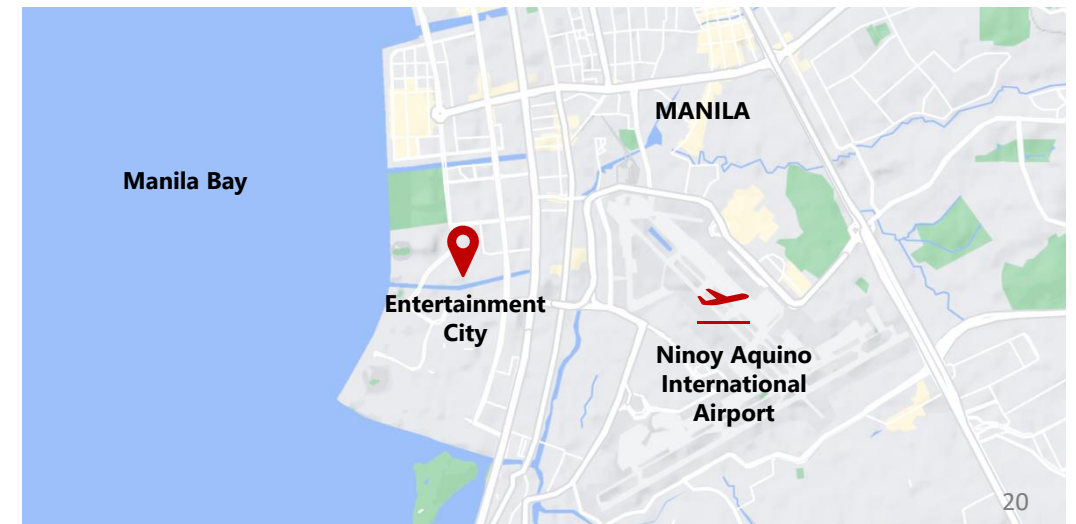 MANILA
Manila Bay
Entertainment
City
Ninoy Aquino
International
Airport
20